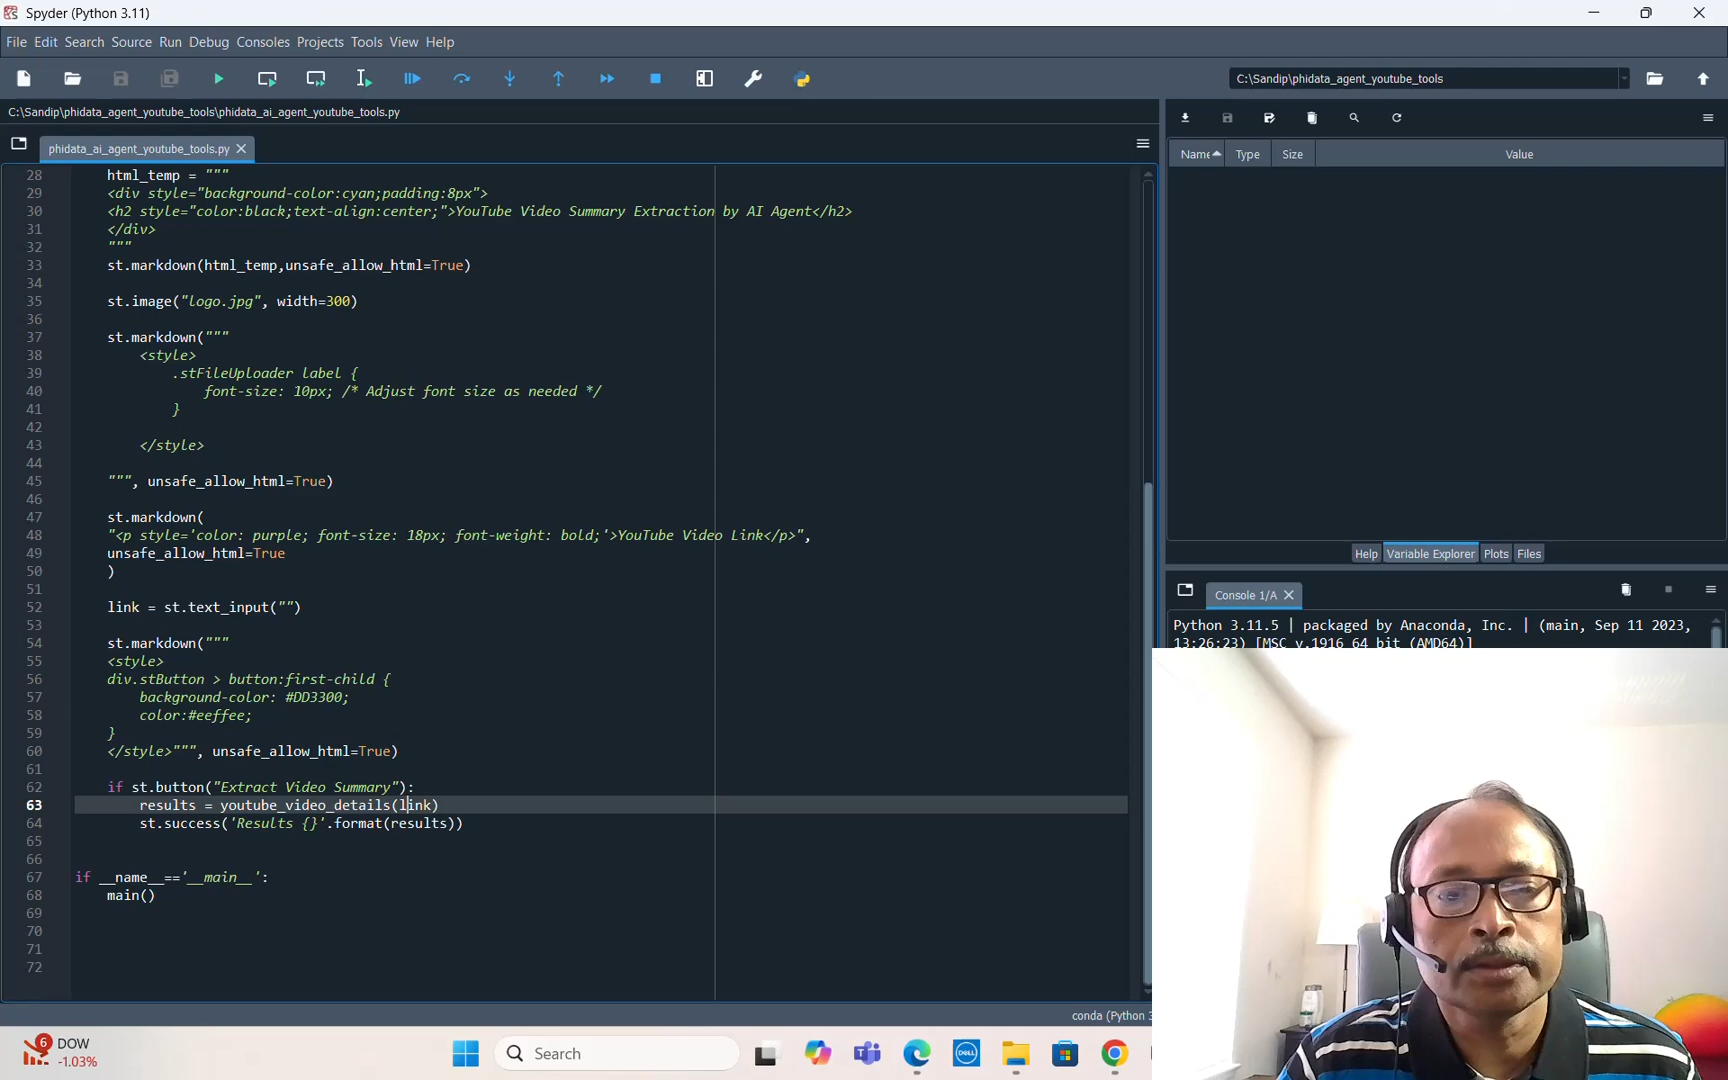 Spyder (Python 3.11)
File Edit Search Source Run Debug Consoles Projects Tools View Help
C:\Sandip\phidata_agent_youtube_tools
C:\Sandip\phidata_agent_youtube_tools\phidata_ai_agent_youtube_tools.py
phidata_ai_agent_youtube_tools.py
28 html_temp = """
29 <div style="background-color:cyan;padding:8px">
30 <h2 style="color:black;text-align:center;">YouTube Video Summary Extraction by AI Agent</h2>
31 </div>
32 """
33 st.markdown(html_temp,unsafe_allow_html=True)
34
35 st.image("logo.jpg", width=300)
36
37 st.markdown("""
38 <style>
39 .stFileUploader label {
40 font-size: 10px; /* Adjust font size as needed */
41 }
42
43 </style>
44
45 """, unsafe_allow_html=True)
46
47 st.markdown(
48 "<p style='color: purple; font-size: 18px; font-weight: bold;'>YouTube Video Link</p>",
49 unsafe_allow_html=True
50 )
51
52 link = st.text_input("")
53
54 st.markdown("""
55 <style>
56 div.stButton > button:first-child {
57 background-color: #DD3300;
58 color:#eeffee;
59 }
60 </style>""", unsafe_allow_html=True)
61
62 if st.button("Extract Video Summary"):
63 results = youtube_video_details(link)
64 st.success('Results {}'.format(results))
65
66
67 if __name__=='__main__':
68 main()
69
70
71
72
Name Type Size Value
Help Variable Explorer Plots Files
Console 1/A
Python 3.11.5 | packaged by Anaconda, Inc. | (main, Sep 11 2023,
13:26:23) [MSC v.1916 64 bit (AMD64)]
conda (Python 3
6
DOW
-1.03%
Search
DELL